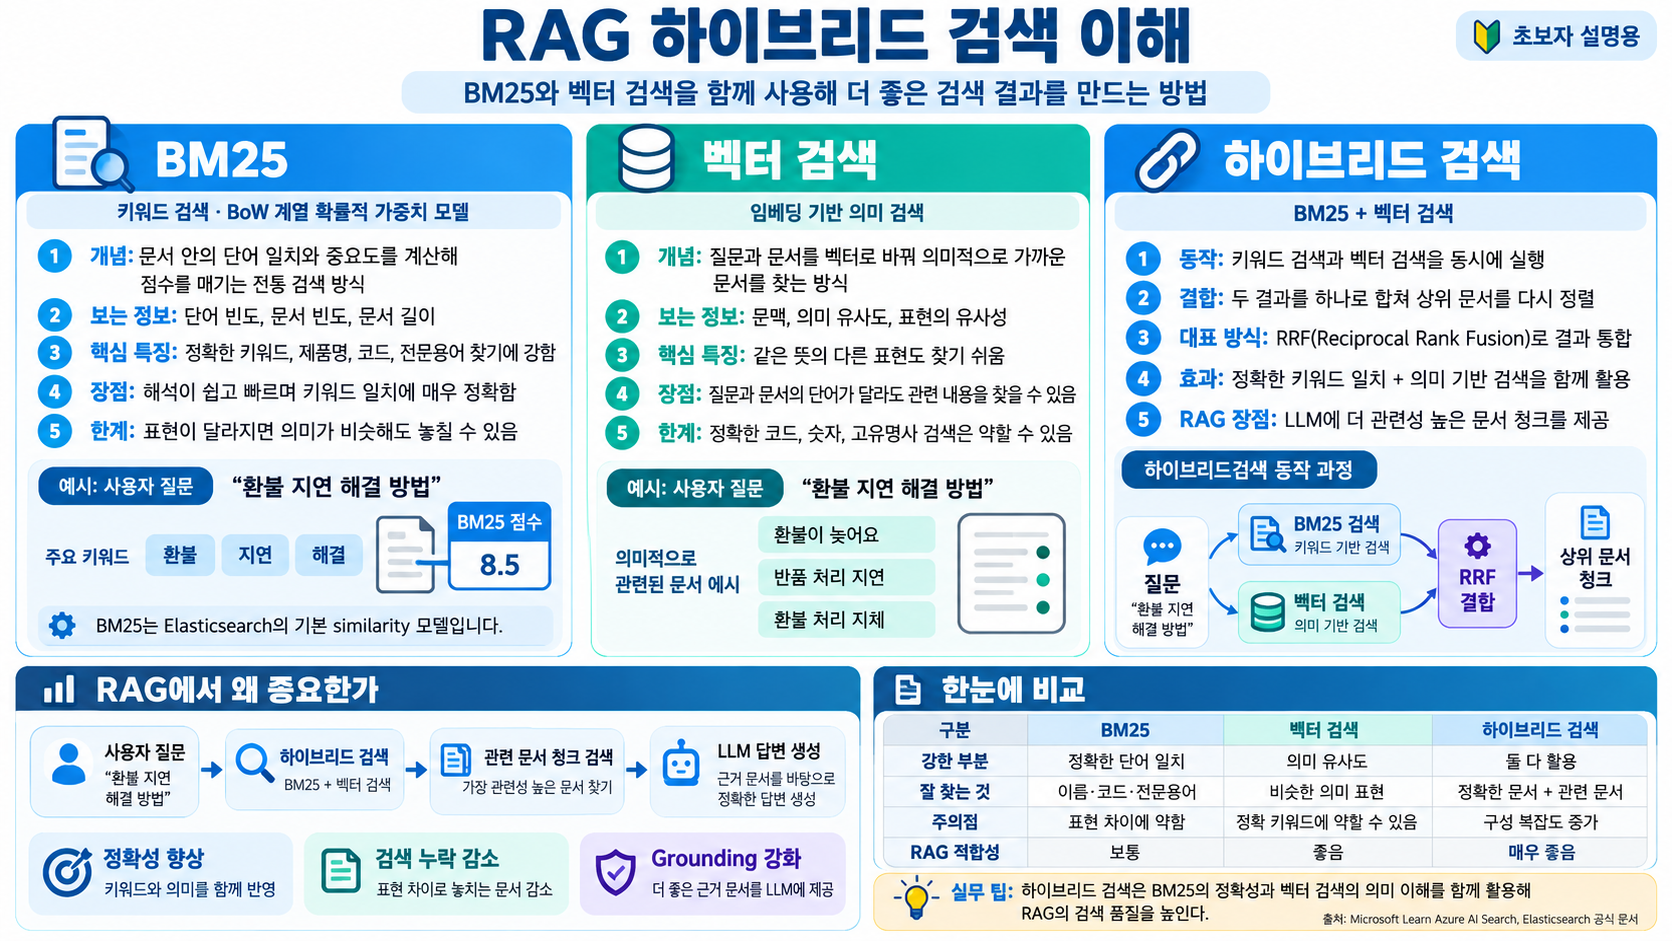 RAG 하이브리드 검색 이해
초보자 설명용
BM25와 벡터 검색을 함께 사용해 더 좋은 검색 결과를 만드는 방법
BM25
키워드 검색 · BoW 계열 확률적 가중치 모델
1 개념: 문서 안의 단어 일치와 중요도를 계산해
점수를 매기는 전통 검색 방식
2 보는 정보: 단어 빈도, 문서 빈도, 문서 길이
3 핵심 특징: 정확한 키워드, 제품명, 코드, 전문용어 찾기에 강함
4 장점: 해석이 쉽고 빠르며 키워드 일치에 매우 정확함
5 한계: 표현이 달라지면 의미가 비슷해도 놓칠 수 있음
예시: 사용자 질문 “환불 지연 해결 방법”
주요 키워드 환불 지연 해결
BM25 점수
8.5
BM25는 Elasticsearch의 기본 similarity 모델입니다.
벡터 검색
임베딩 기반 의미 검색
1 개념: 질문과 문서를 벡터로 바꿔 의미적으로 가까운
문서를 찾는 방식
2 보는 정보: 문맥, 의미 유사도, 표현의 유사성
3 핵심 특징: 같은 뜻의 다른 표현도 찾기 쉬움
4 장점: 질문과 문서의 단어가 달라도 관련 내용을 찾을 수 있음
5 한계: 정확한 코드, 숫자, 고유명사 검색은 약할 수 있음
예시: 사용자 질문 “환불 지연 해결 방법”
의미적으로
관련된 문서 예시
환불이 늦어요
반품 처리 지연
환불 처리 지체
하이브리드 검색
BM25 + 벡터 검색
1 동작: 키워드 검색과 벡터 검색을 동시에 실행
2 결합: 두 결과를 하나로 합쳐 상위 문서를 다시 정렬
3 대표 방식: RRF(Reciprocal Rank Fusion)로 결과 통합
4 효과: 정확한 키워드 일치 + 의미 기반 검색을 함께 활용
5 RAG 장점: LLM에 더 관련성 높은 문서 청크를 제공
하이브리드검색 동작 과정
질문
“환불 지연
해결 방법”
BM25 검색
키워드 기반 검색
벡터 검색
의미 기반 검색
RRF
결합
상위 문서
청크
RAG에서 왜 중요한가
사용자 질문
“환불 지연
해결 방법”
하이브리드 검색
BM25 + 벡터 검색
관련 문서 청크 검색
가장 관련성 높은 문서 찾기
LLM 답변 생성
근거 문서를 바탕으로
정확한 답변 생성
정확성 향상
키워드와 의미를 함께 반영
검색 누락 감소
표현 차이로 놓치는 문서 감소
Grounding 강화
더 좋은 근거 문서를 LLM에 제공
한눈에 비교
구분 BM25 벡터 검색 하이브리드 검색
강한 부분 정확한 단어 일치 의미 유사도 둘 다 활용
잘 찾는 것 이름·코드·전문용어 비슷한 의미 표현 정확한 문서 + 관련 문서
주의점 표현 차이에 약함 정확 키워드에 약할 수 있음 구성 복잡도 증가
RAG 적합성 보통 좋음 매우 좋음
실무 팁: 하이브리드 검색은 BM25의 정확성과 벡터 검색의 의미 이해를 함께 활용해
RAG의 검색 품질을 높인다.
출처: Microsoft Learn Azure AI Search, Elasticsearch 공식 문서